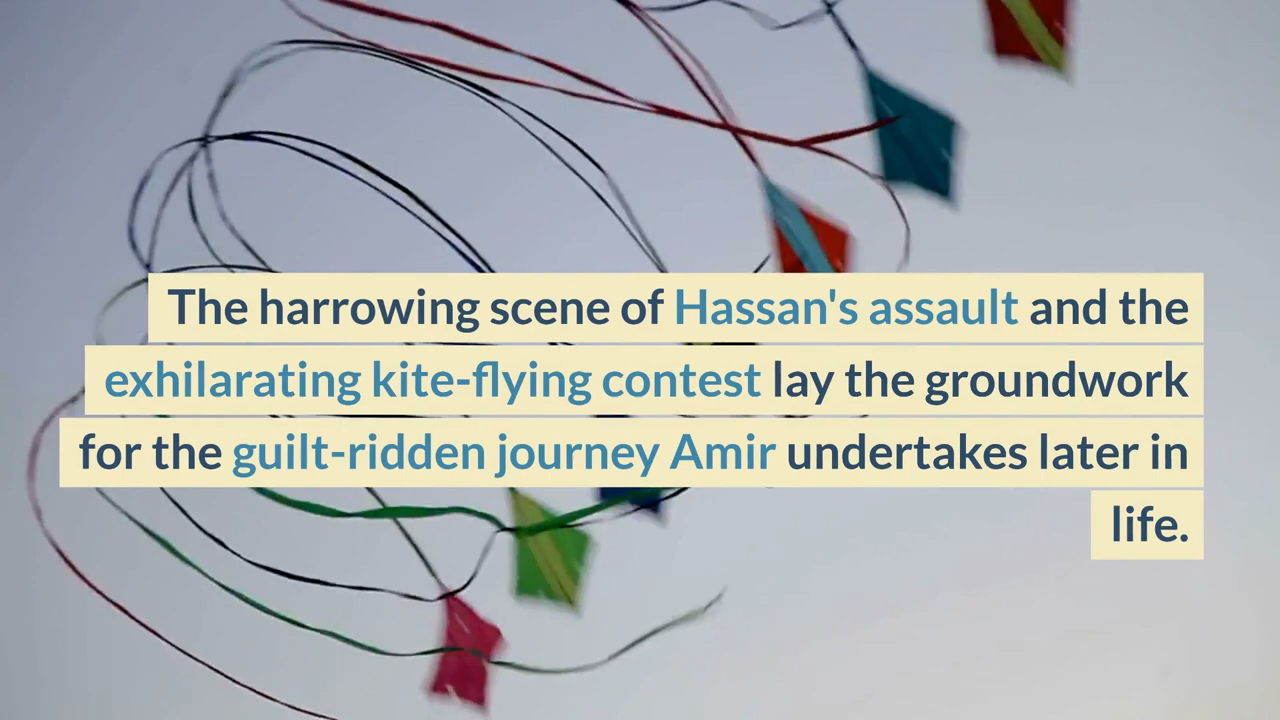 The harrowing scene of Hassan's assault and the
exhilarating kite-flying contest lay the groundwork
for the guilt-ridden journey Amir undertakes later in
life.